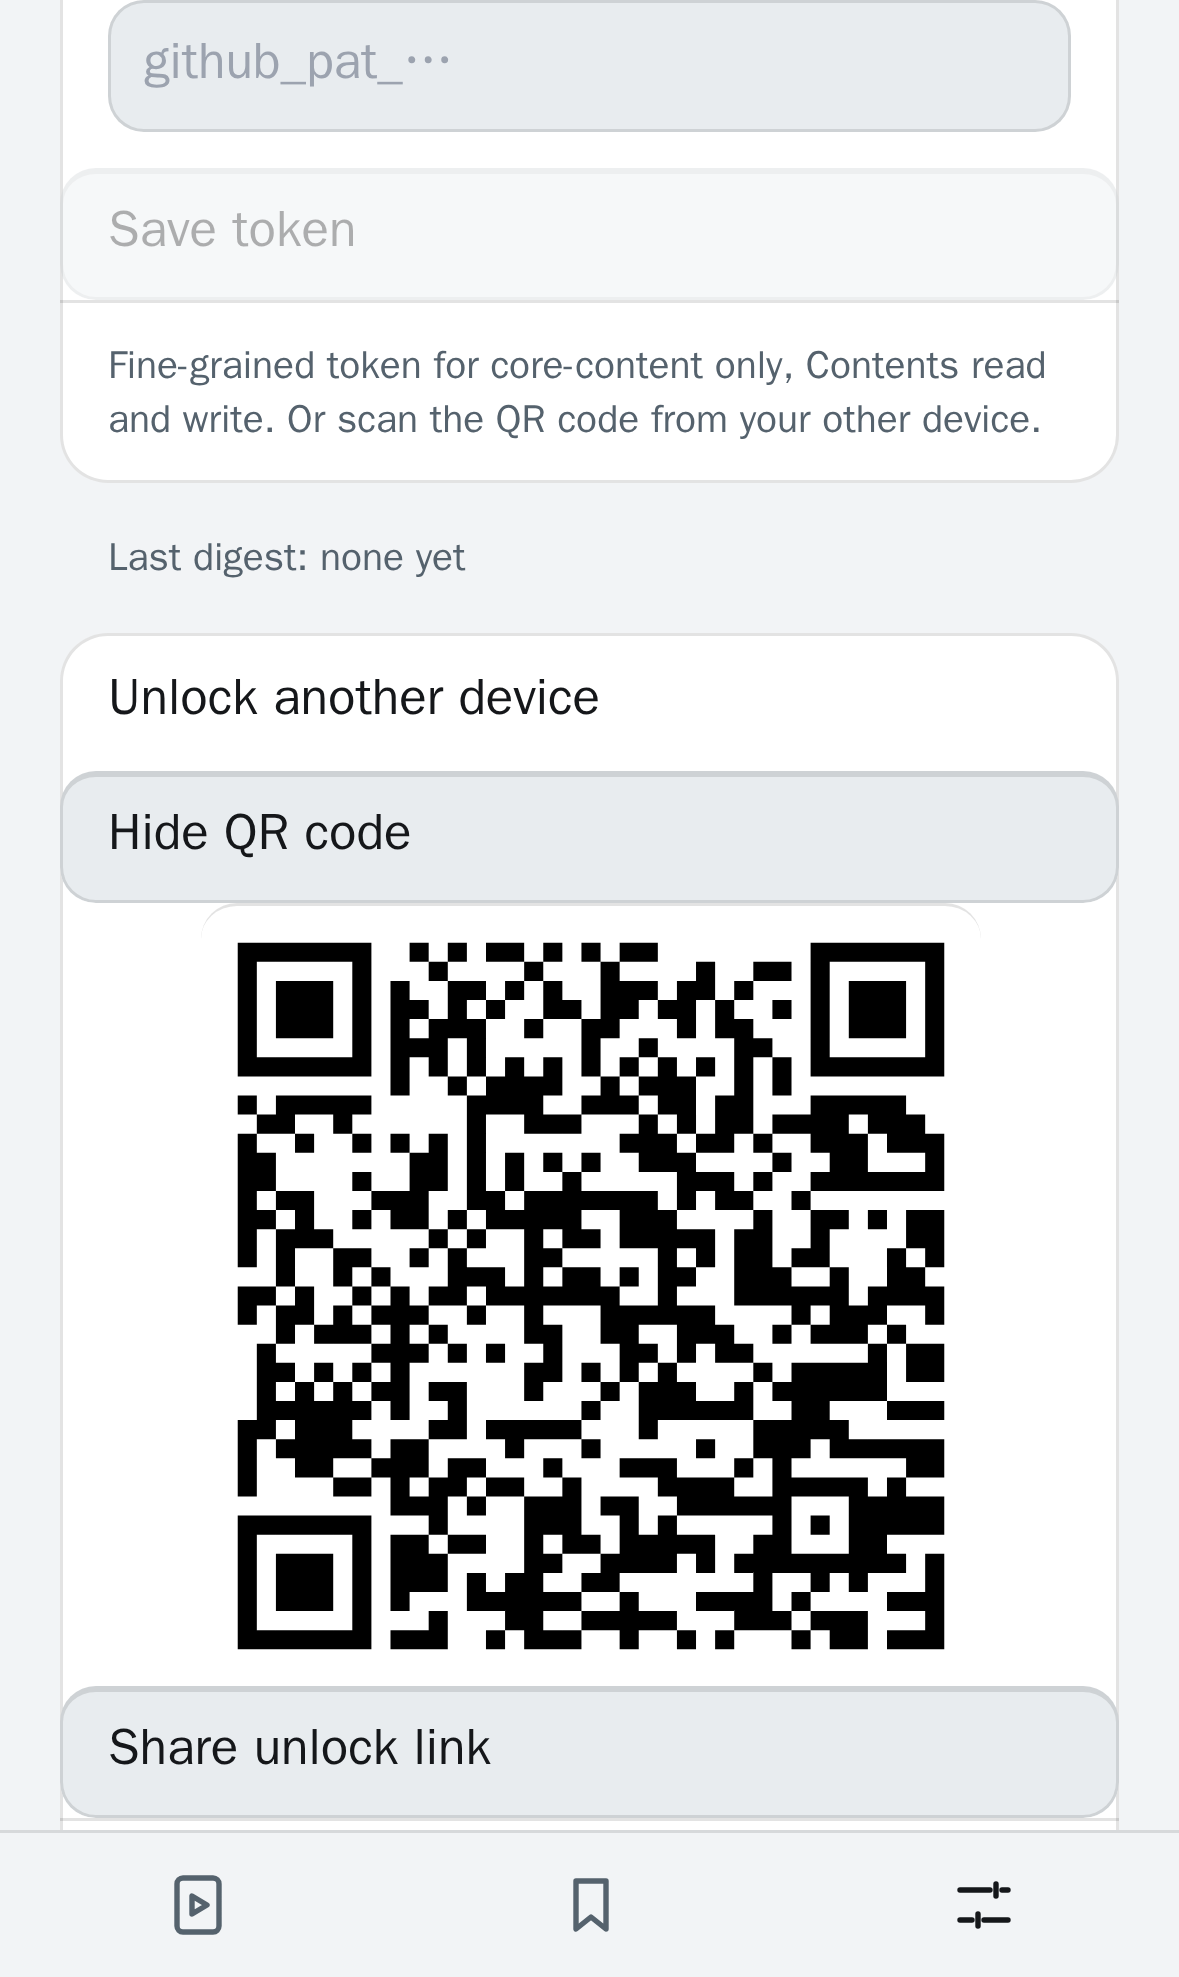 github_pat_···
Save token
Fine-grained token for core-content only, Contents read
and write. Or scan the QR code from your other device.
Last digest: none yet
Unlock another device
Hide QR code
Share unlock link